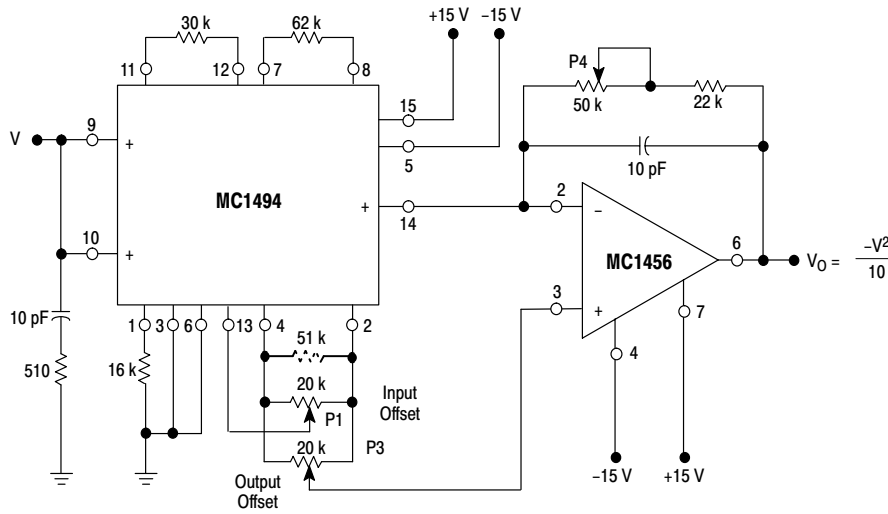 30 k
62 k
+15 V
–15 V
11
12
7
8
P4
50 k
22 k
15
V
9
+
5
10 pF
MC1494
+
14
2
–
10
+
MC1456
6
VO = –V2
10
3
+
7
10 pF
1
3
6
13
4
2
4
510
16 k
51 k
20 k
P1
Input
Offset
20 k
P3
Output
Offset
–15 V
+15 V